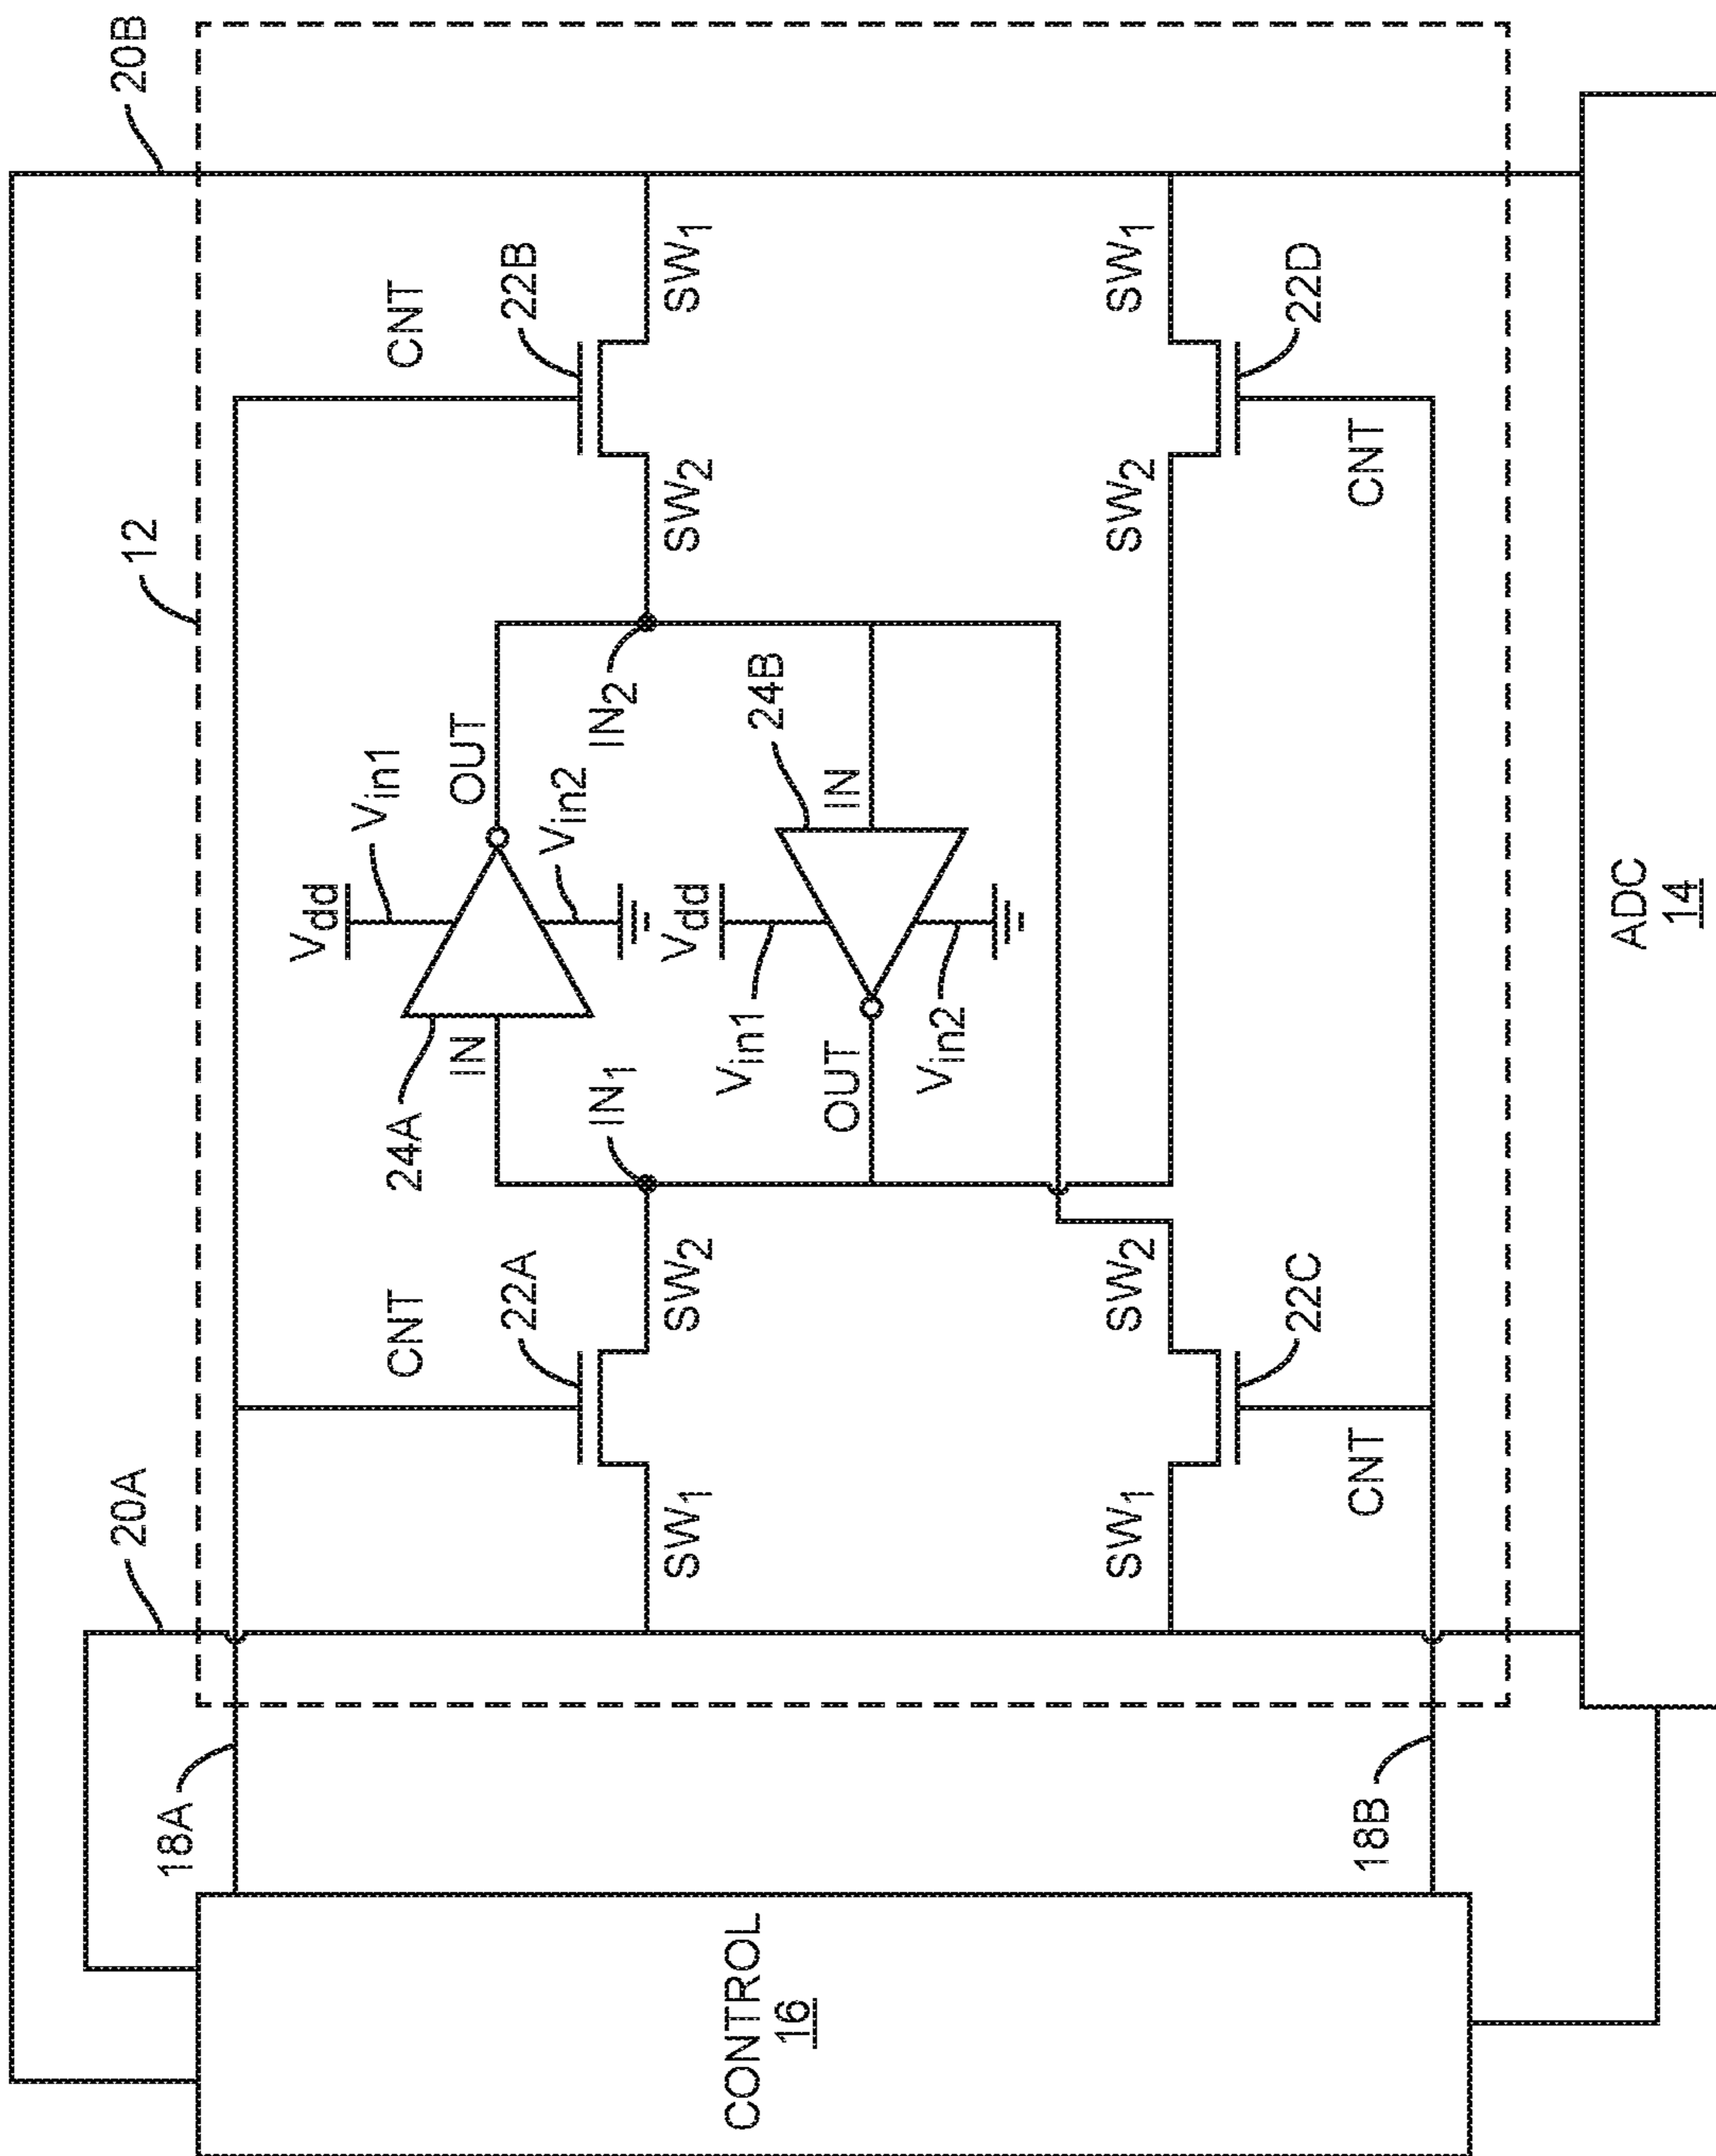 20A
20B
12
18A
CONTROL
16
CNT
CNT
22A
22B
SW1
SW2
SW2
SW1
24A
Vdd
Vin1
IN
OUT
Vin2
IN1
IN2
Vdd
24B
Vin1
IN
OUT
Vin2
SW1
SW2
SW2
SW1
22C
22D
CNT
CNT
18B
ADC
14